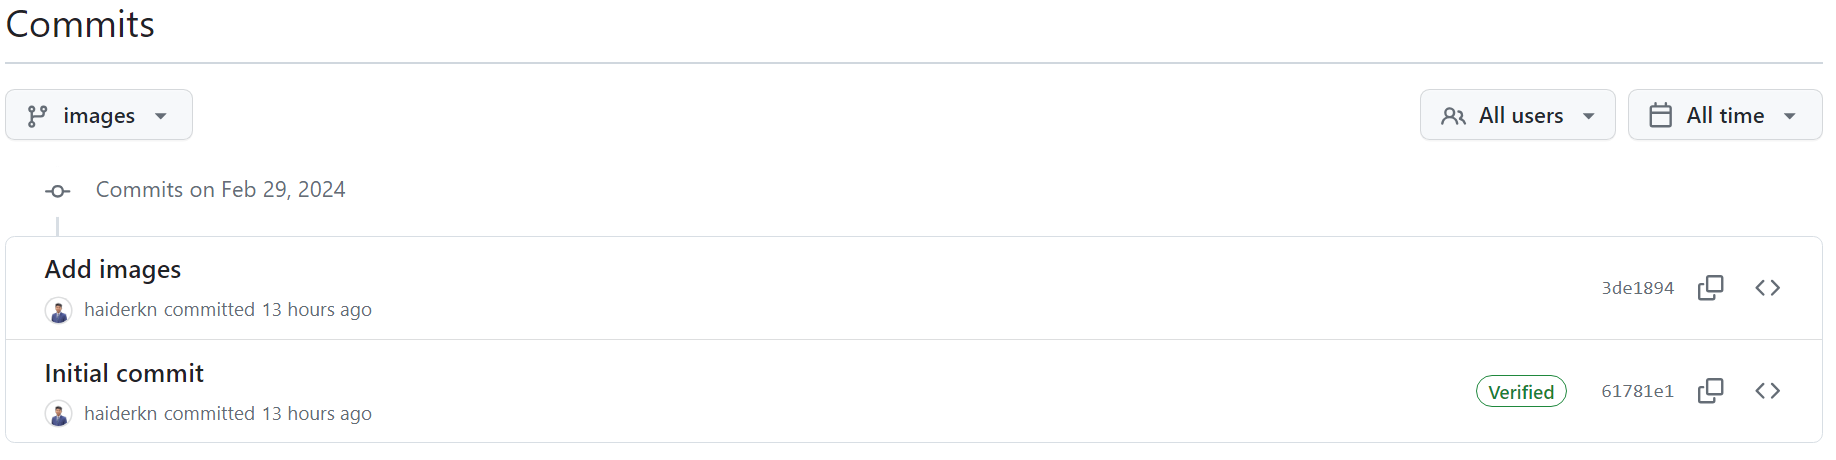 Commits
images
All users
All time
Commits on Feb 29, 2024
Add images
haiderkn committed 13 hours ago
3de1894
Initial commit
haiderkn committed 13 hours ago
Verified
61781e1